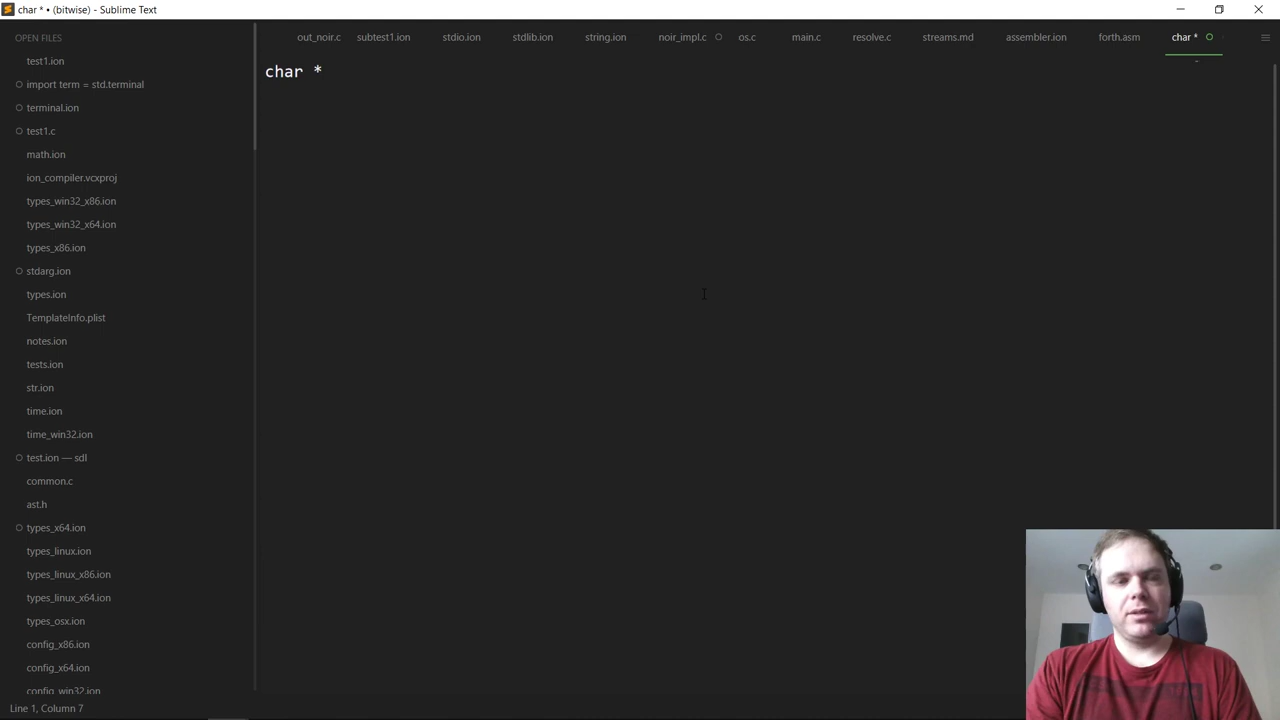 char * • (bitwise) - Sublime Text
OPEN FILES
test1.ion
import term = std.terminal
terminal.ion
test1.c
math.ion
ion_compiler.vcxproj
types_win32_x86.ion
types_win32_x64.ion
types_x86.ion
stdarg.ion
types.ion
TemplateInfo.plist
notes.ion
tests.ion
str.ion
time.ion
time_win32.ion
test.ion — sdl
common.c
ast.h
types_x64.ion
types_linux.ion
types_linux_x86.ion
types_linux_x64.ion
types_osx.ion
config_x86.ion
config_x64.ion
config_win32.ion
out_noir.c subtest1.ion stdio.ion stdlib.ion string.ion noir_impl.c os.c main.c resolve.c streams.md assembler.ion forth.asm char *
char *
Line 1, Column 7